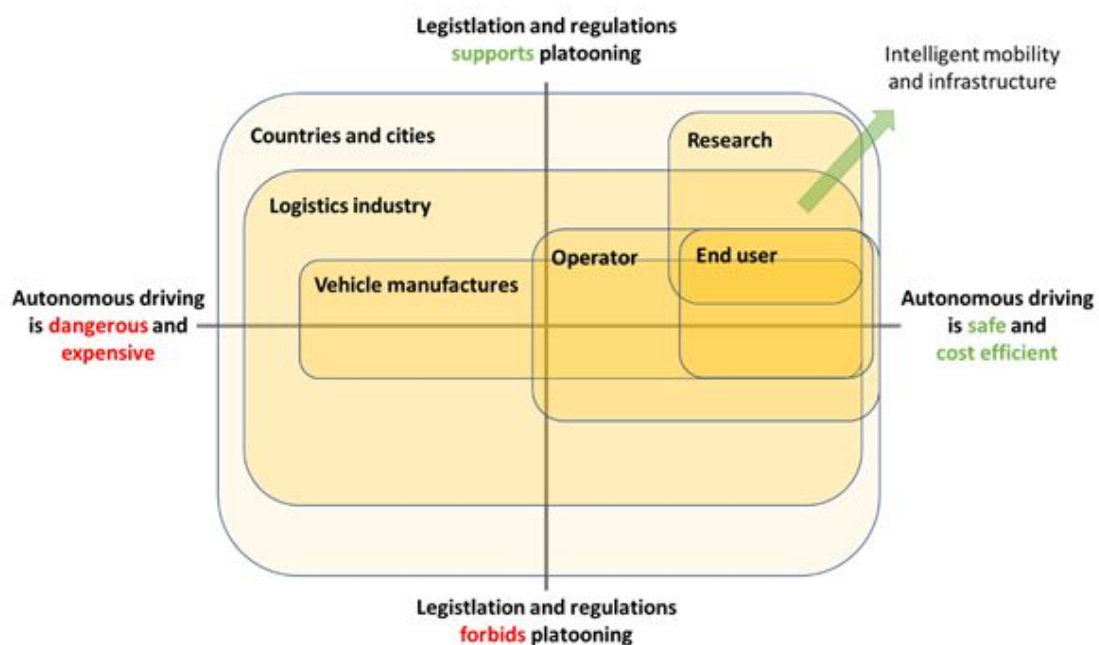 Legistlation and regulations
supports platooning
Intelligent mobility
and infrastructure
Countries and cities
Research
Logistics industry
Operator
End user
Vehicle manufactures
Autonomous driving
is dangerous and
expensive
Autonomous driving
is safe and
cost efficient
Legistlation and regulations
forbids platooning